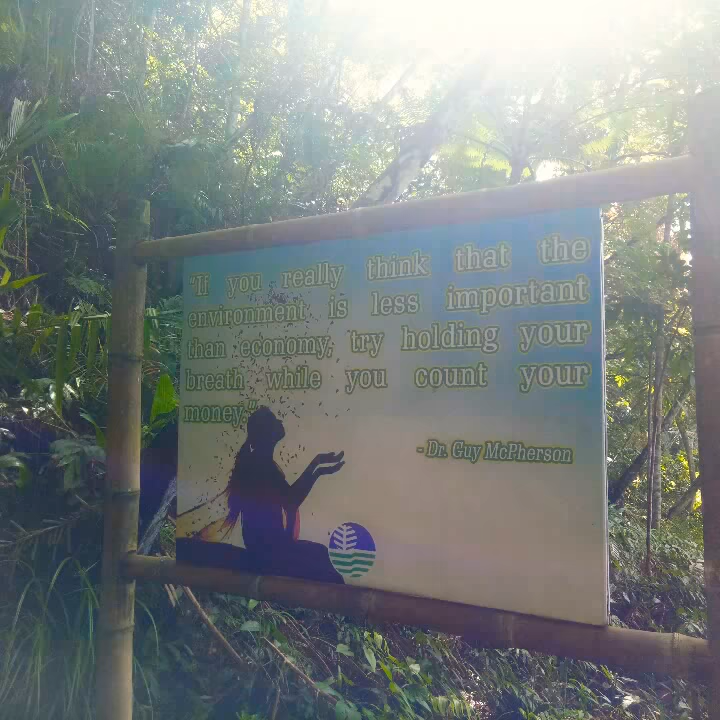 "If you really think that the
environment is less important
than economy, try holding your
breath while you count your
money."
- Dr. Guy McPherson